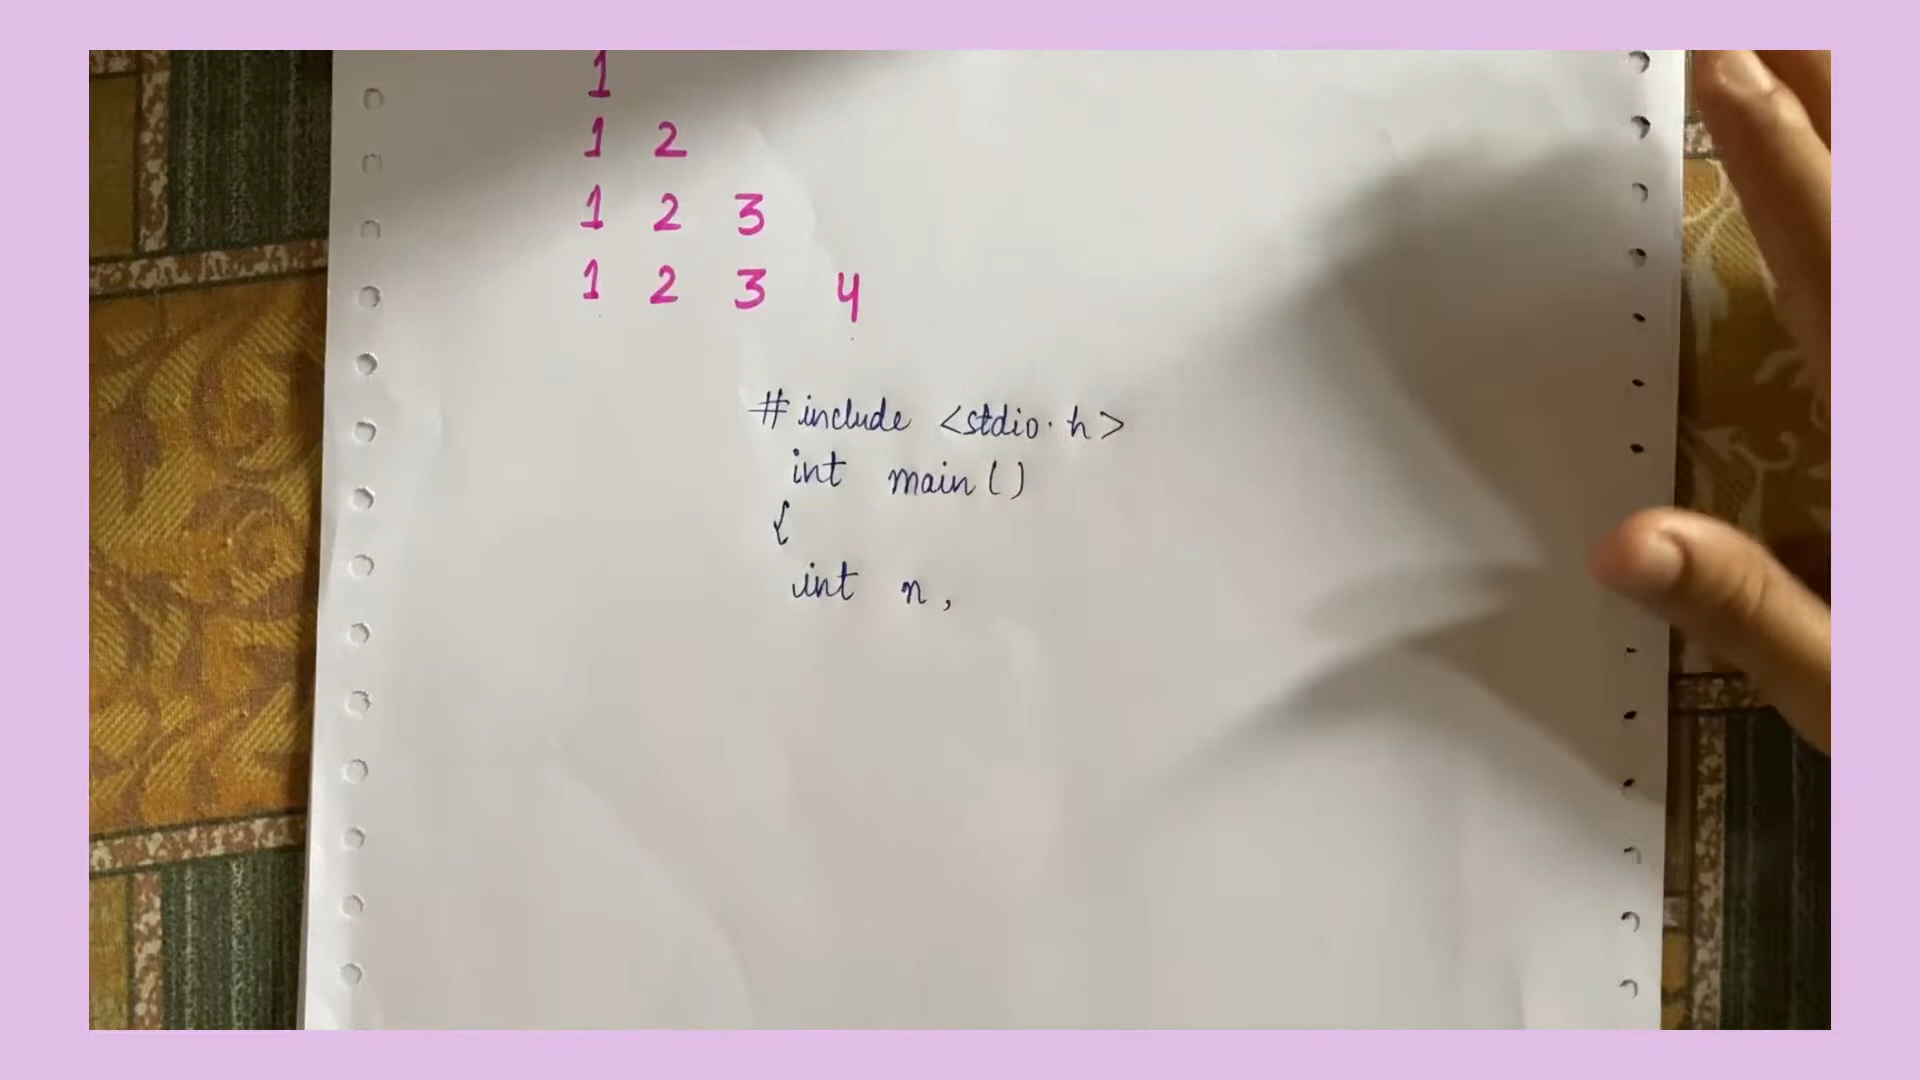 1
1 2
1 2 3
1 2 3 4
#include <stdio.h>
int main()
{
int n,